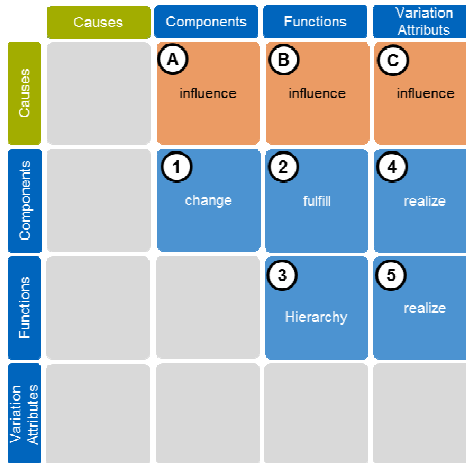 Causes
Components
Functions
Variation
Attributs
Causes
A
influence
B
influence
C
influence
Components
1
change
2
fulfill
4
realize
Functions
3
Hierarchy
5
realize
Variation
Attributes